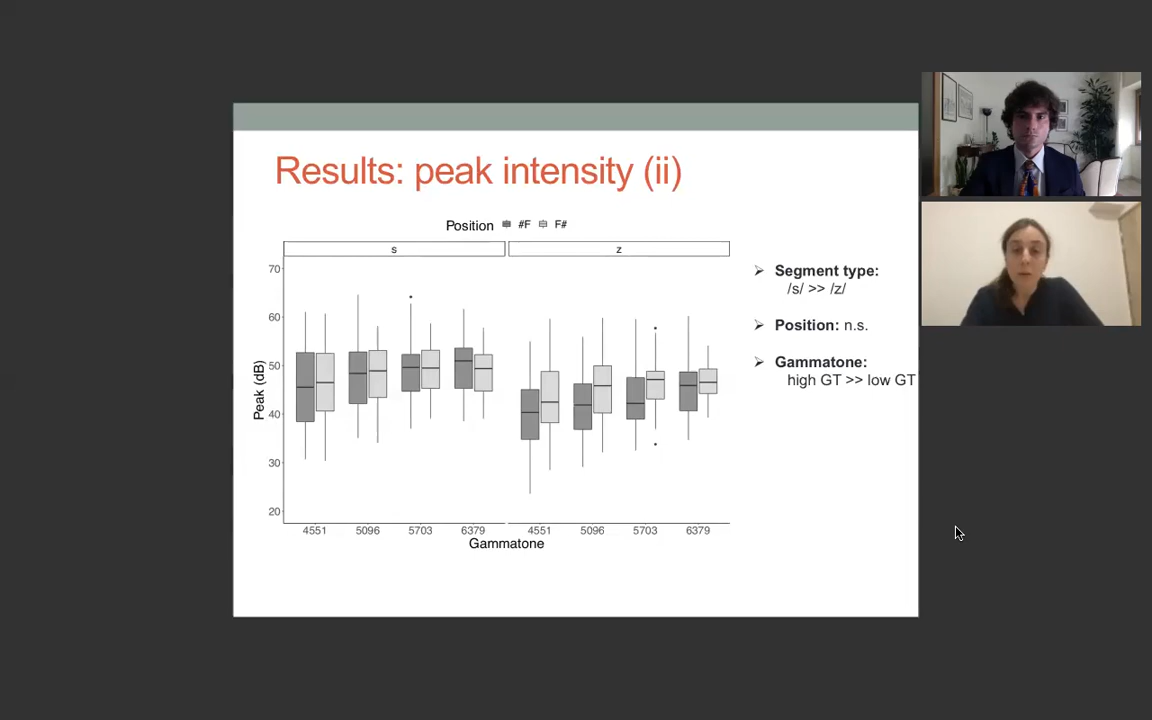 Results: peak intensity (ii)
Position #F F#
s z
70
60
50
40
30
20
Peak (dB)
4551 5096 5703 6379 4551 5096 5703 6379
Gammatone
➢ Segment type:
/s/ >> /z/
➢ Position: n.s.
➢ Gammatone:
high GT >> low GT